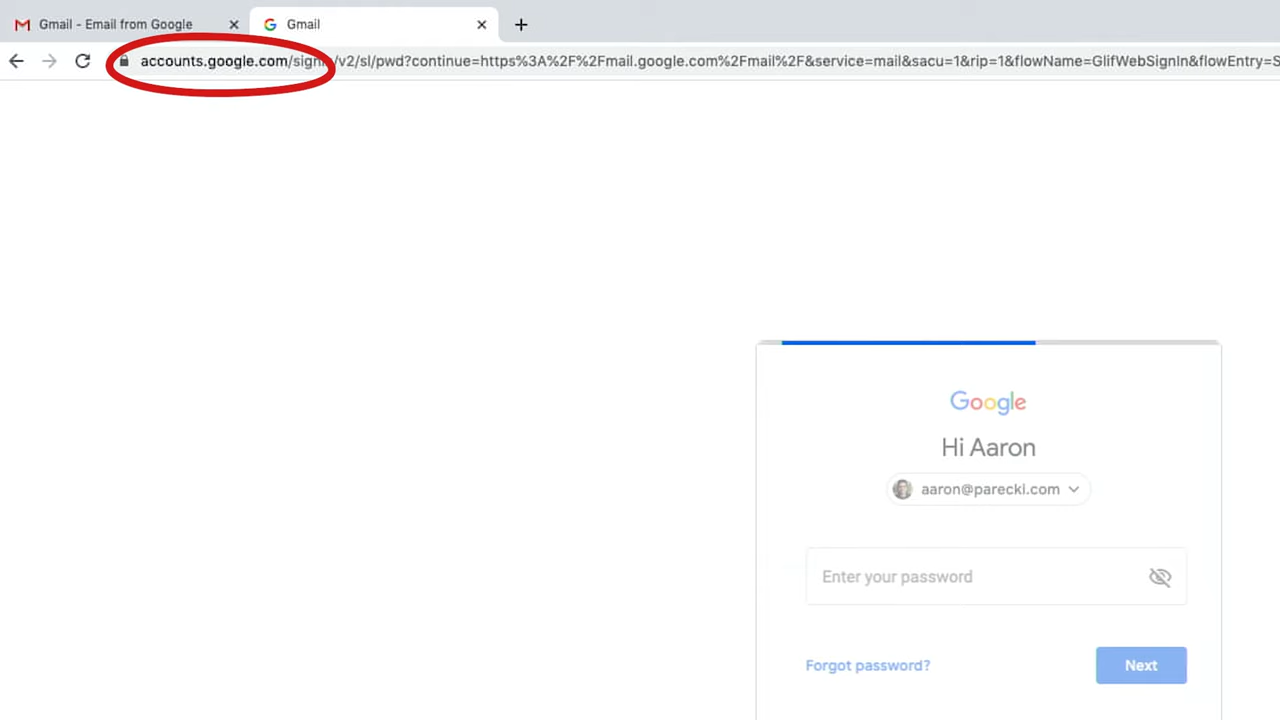 Gmail - Email from Google
Gmail
accounts.google.com/signin/v2/sl/pwd?continue=https%3A%2F%2Fmail.google.com%2Fmail%2F&service=mail&sacu=1&rip=1&flowName=GlifWebSignIn&flowEntry=S
Google
Hi Aaron
aaron@parecki.com
Enter your password
Forgot password?
Next